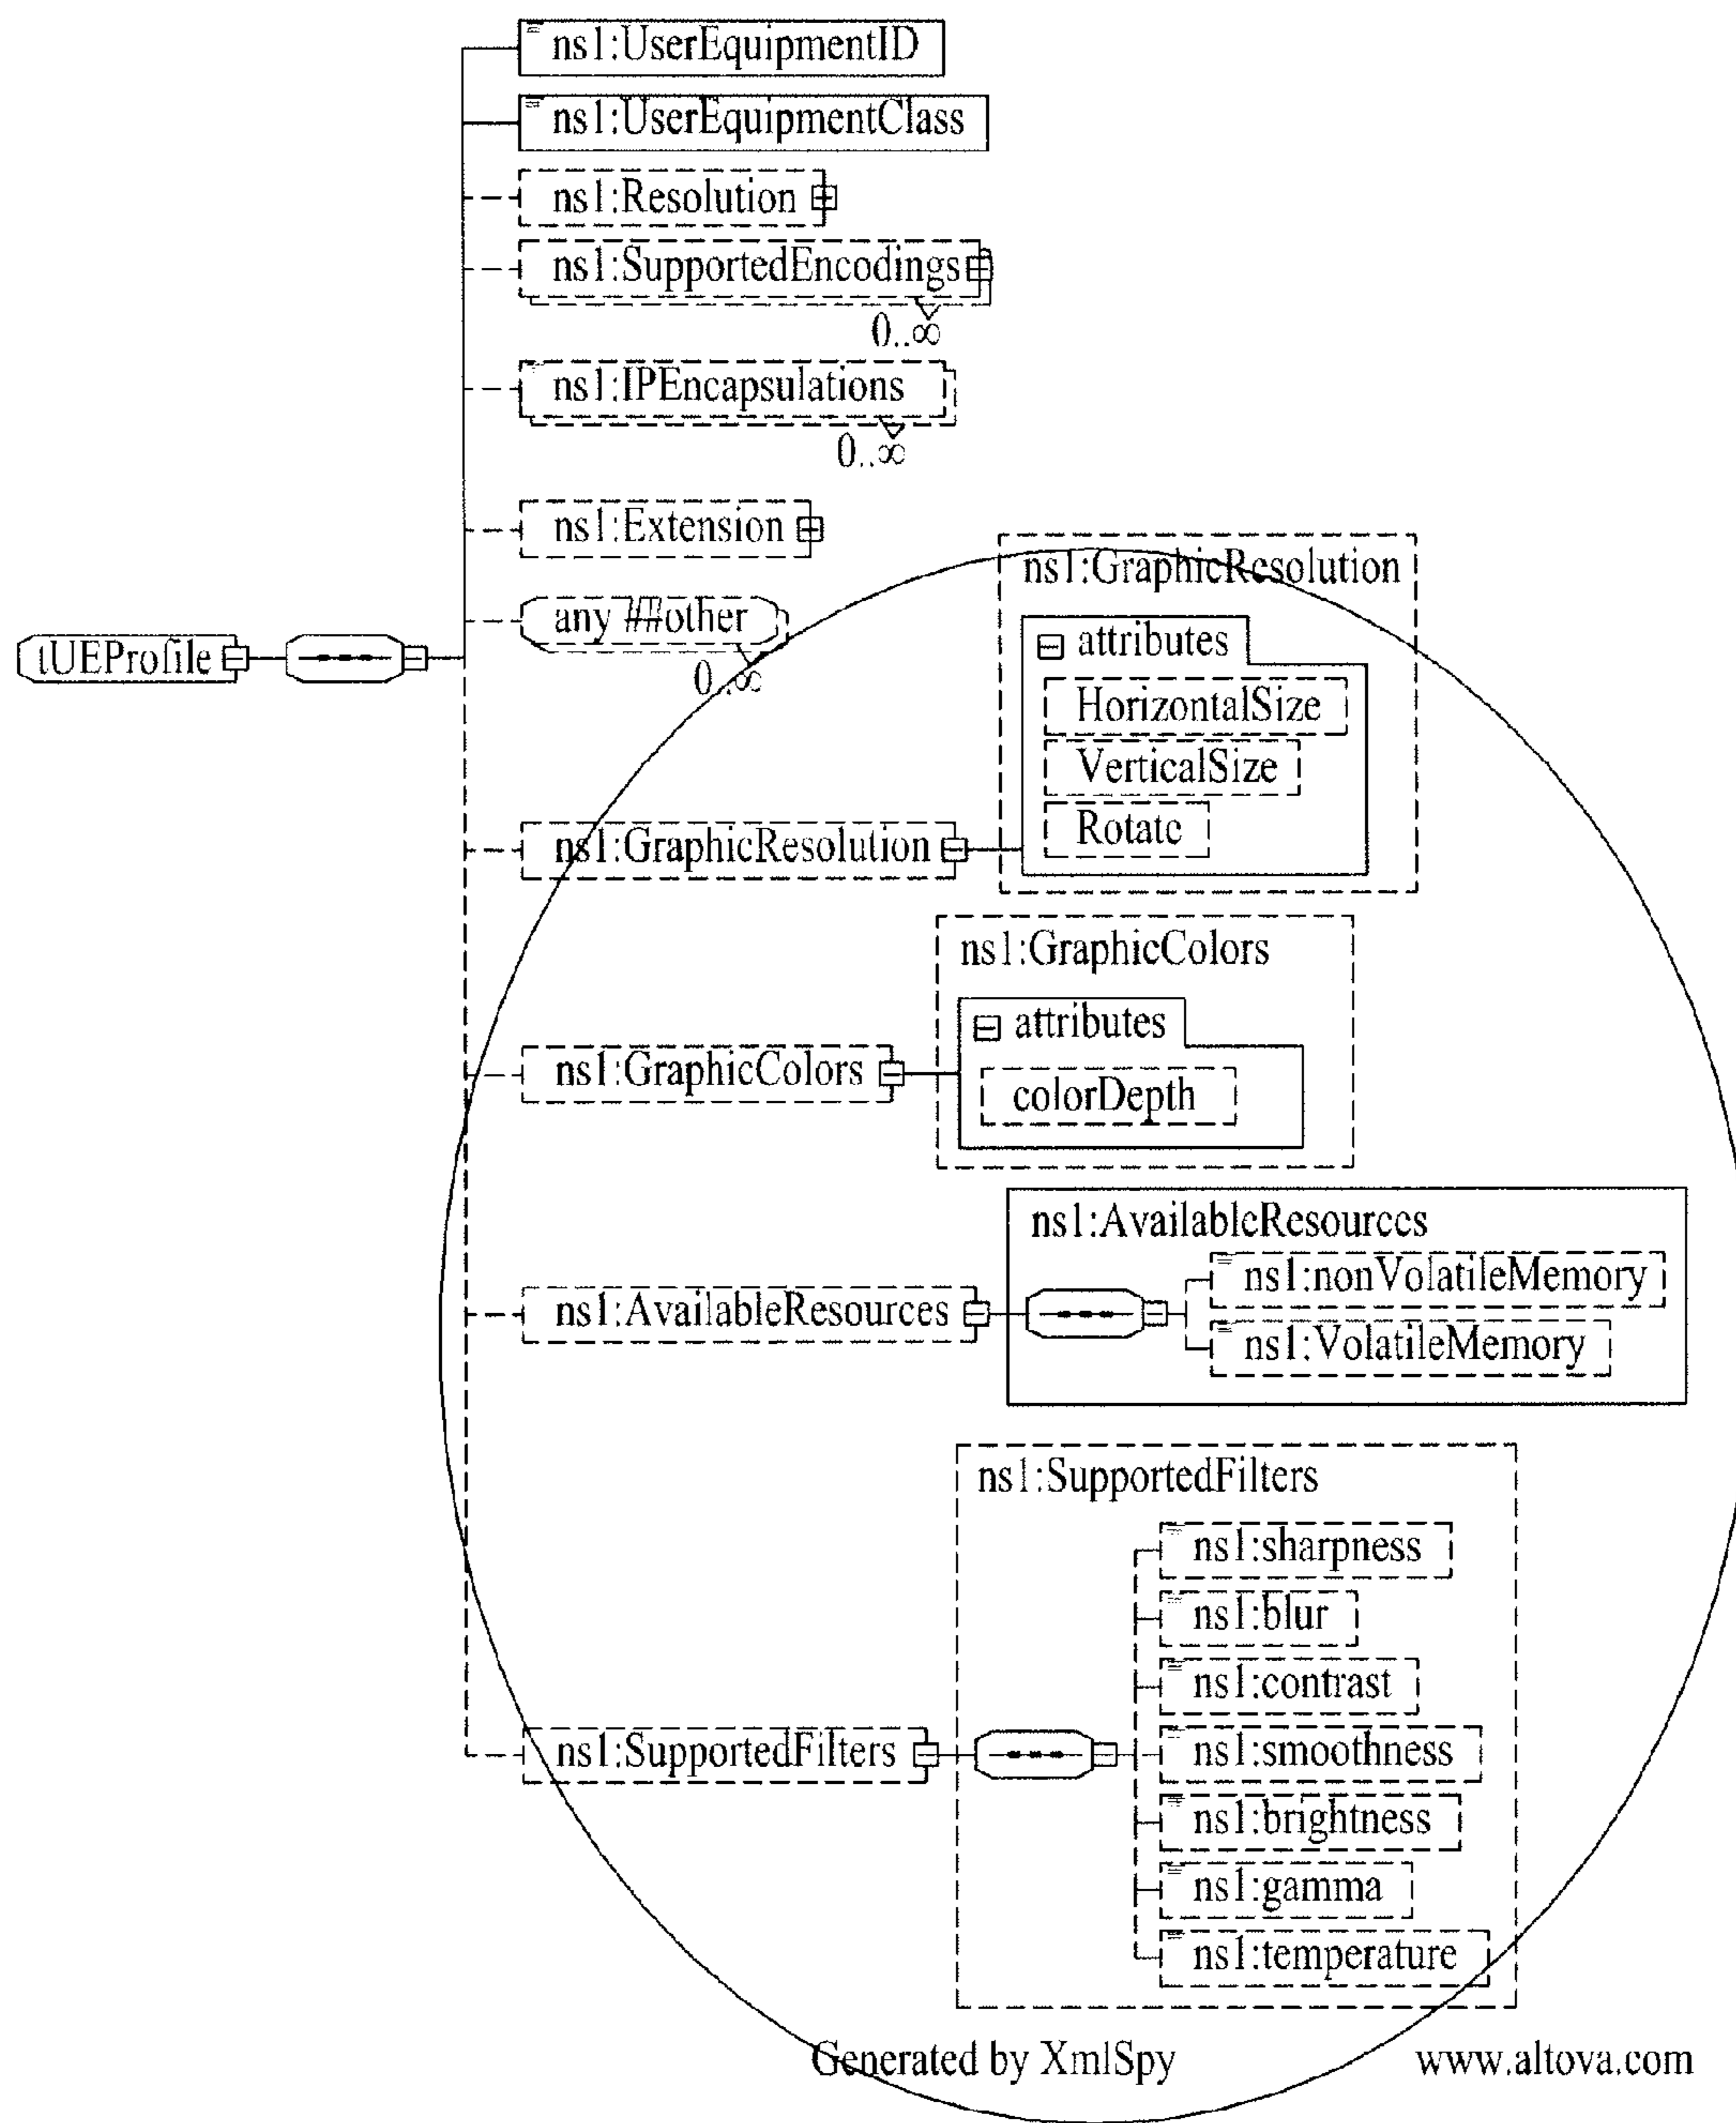 ns1:UserEquipmentID
ns1:UserEquipmentClass
ns1:Resolution
ns1:SupportedEncodings
0..∞
ns1:IPEncapsulations
0..∞
ns1:Extension
any ##other
0..∞
tUEProfile
ns1:GraphicResolution
attributes
HorizontalSize
VerticalSize
Rotate
ns1:GraphicResolution
ns1:GraphicColors
attributes
colorDepth
ns1:GraphicColors
ns1:AvailableResources
ns1:nonVolatileMemory
ns1:VolatileMemory
ns1:AvailableResources
ns1:SupportedFilters
ns1:sharpness
ns1:blur
ns1:contrast
ns1:smoothness
ns1:brightness
ns1:gamma
ns1:temperature
ns1:SupportedFilters
Generated by XmlSpy www.altova.com